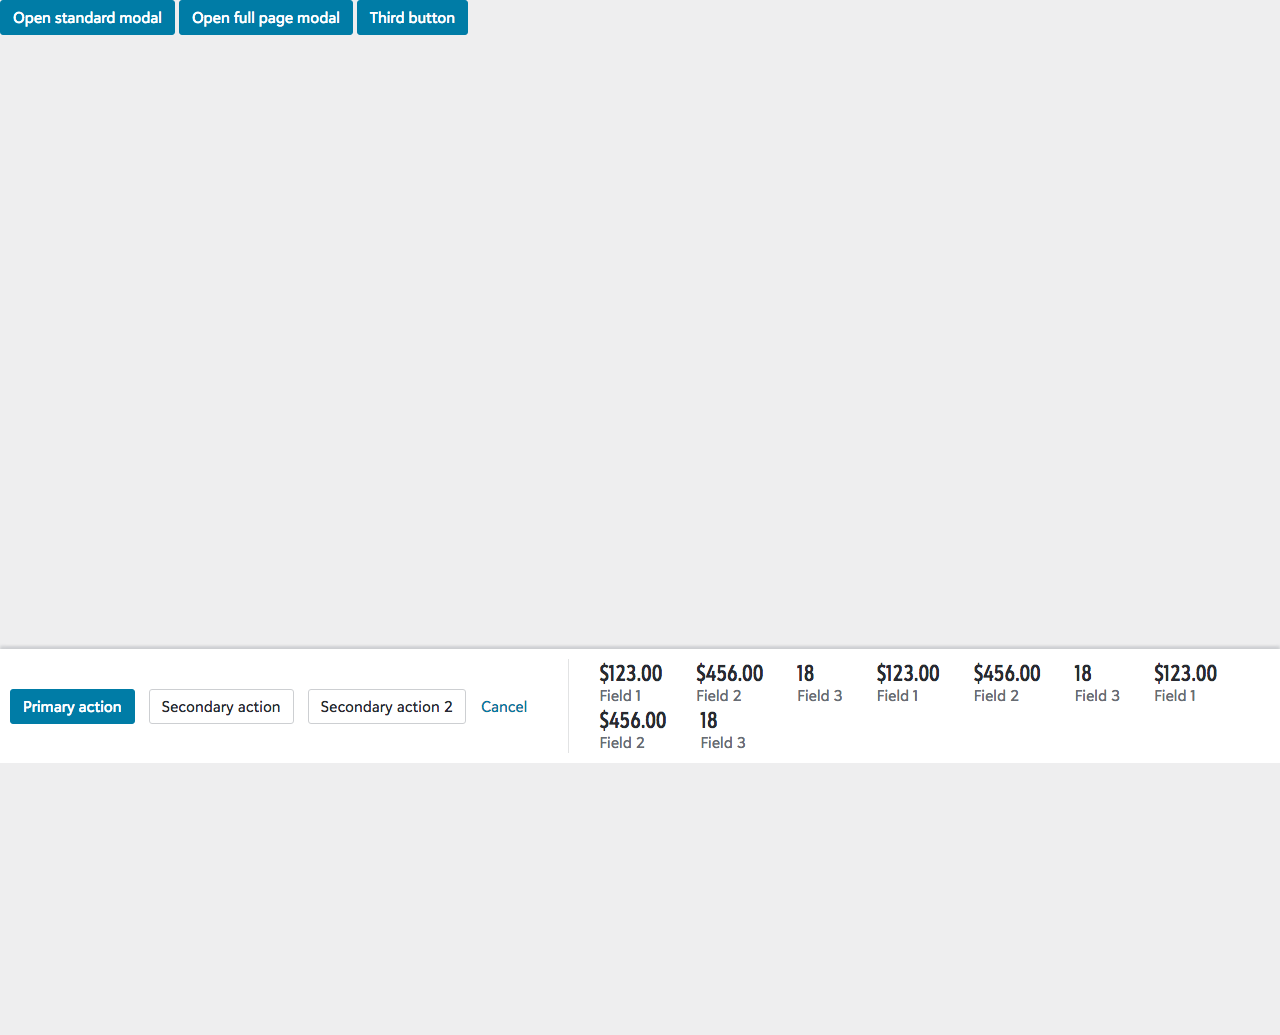 Open standard modal Open full page modal Third button
$123.00 $456.00 18 $123.00 $456.00 18 $123.00
Field 1 Field 2 Field 3 Field 1 Field 2 Field 3 Field 1
Primary action Secondary action Secondary action 2 Cancel
$456.00 18
Field 2 Field 3